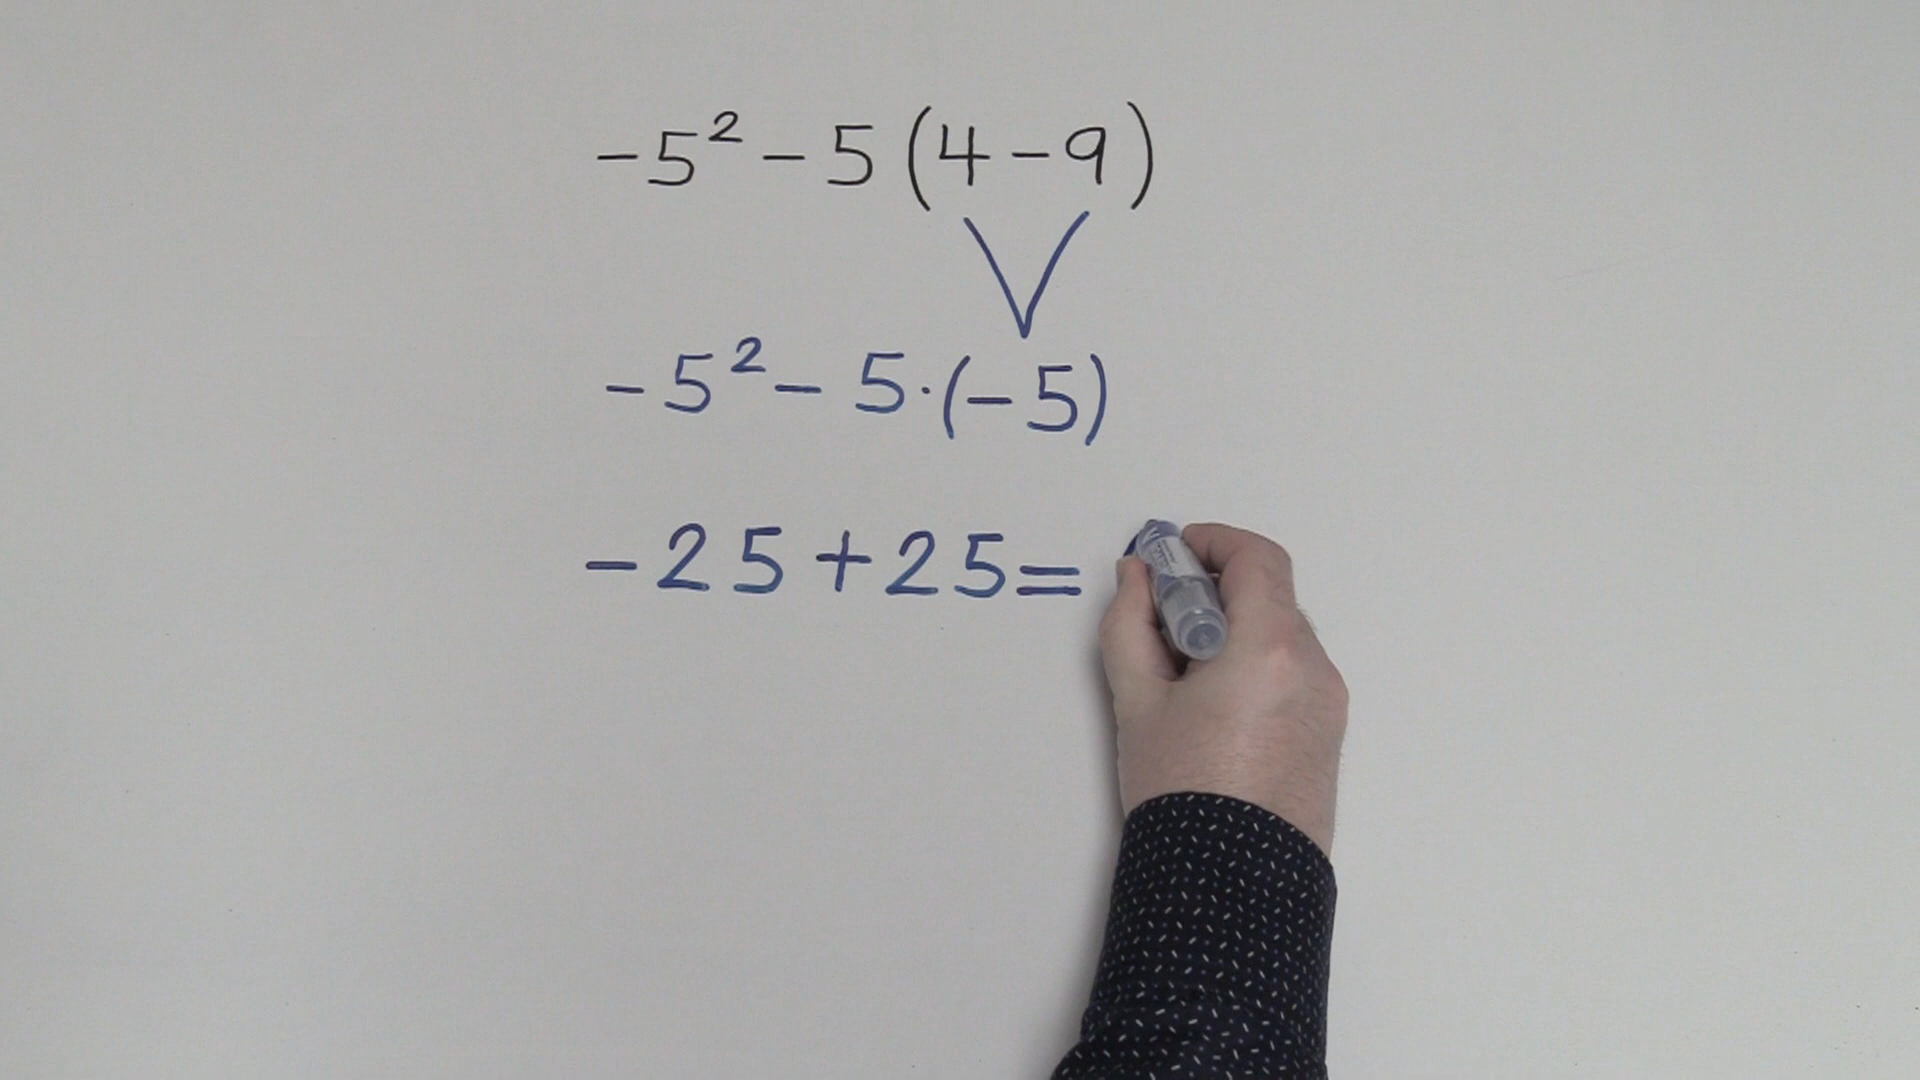 -5² - 5 (4 - 9)
-5² - 5 · (-5)
-25 + 25 =